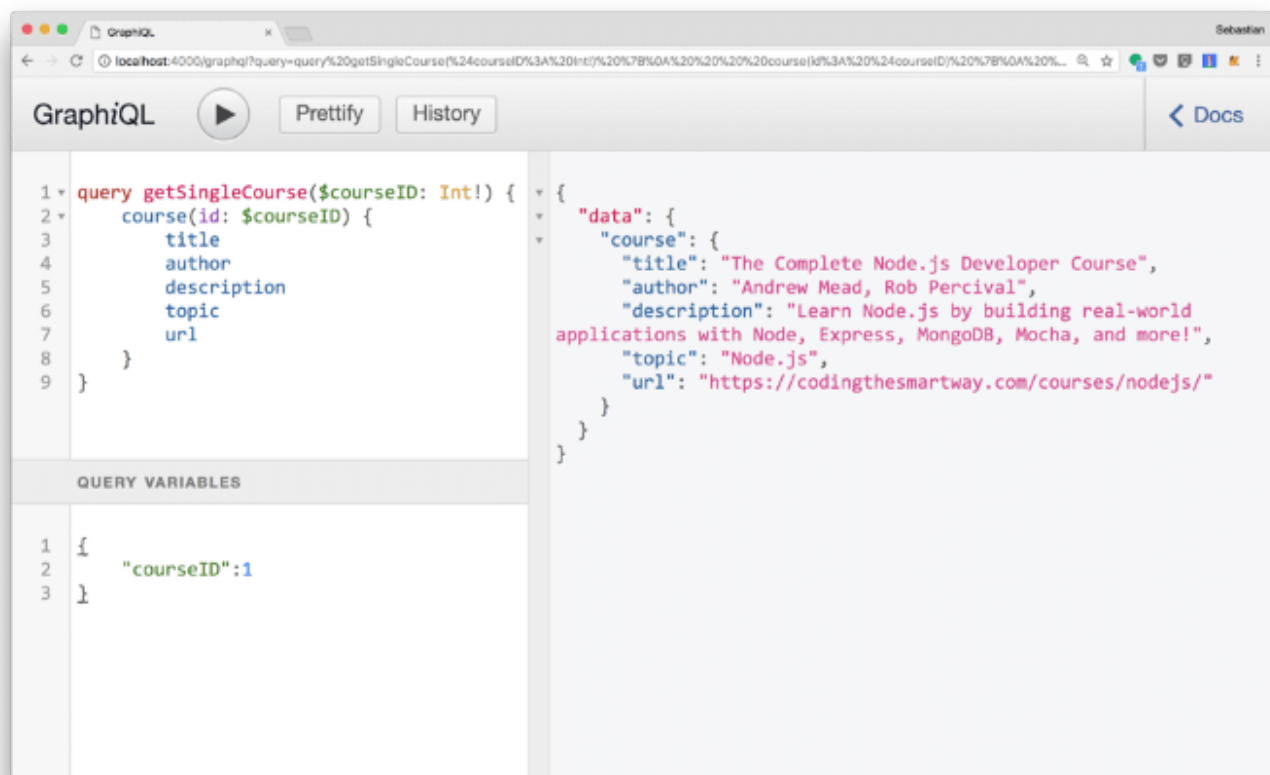 GraphiQL
Sebastian
localhost:4000/graphql?query=query%20getSingleCourse(%24courseID%3A%20Int!)%20%7B%0A%20%20%20%20course(id%3A%20%24courseID)%20%7B%0A%20%...
GraphiQL
Prettify
History
Docs
1 query getSingleCourse($courseID: Int!) {
2 course(id: $courseID) {
3 title
4 author
5 description
6 topic
7 url
8 }
9 }
QUERY VARIABLES
1 {
2 "courseID":1
3 }
{
"data": {
"course": {
"title": "The Complete Node.js Developer Course",
"author": "Andrew Mead, Rob Percival",
"description": "Learn Node.js by building real-world
applications with Node, Express, MongoDB, Mocha, and more!",
"topic": "Node.js",
"url": "https://codingthesmartway.com/courses/nodejs/"
}
}
}